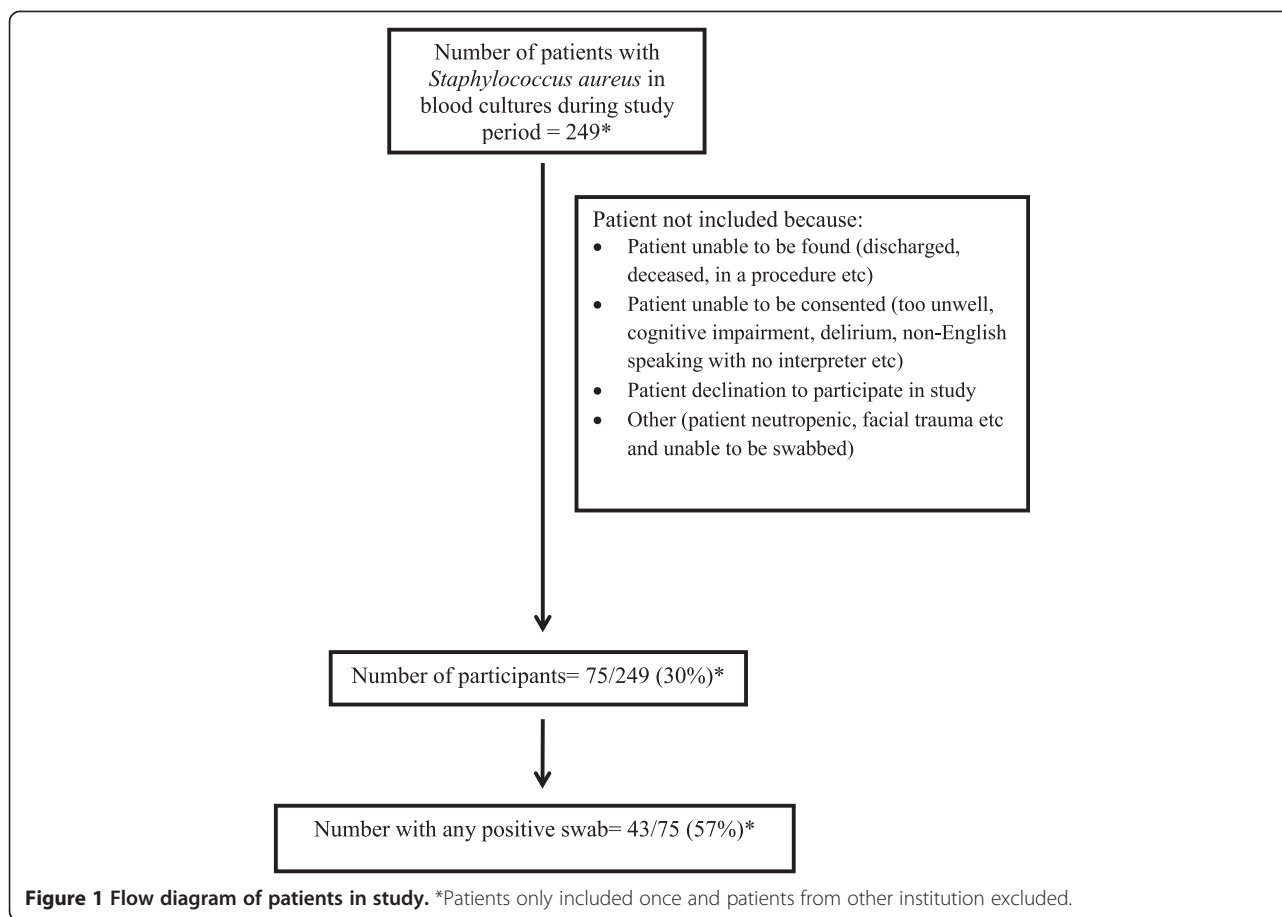 Number of patients with
Staphylococcus aureus in
blood cultures during study
period = 249*
Patient not included because:
• Patient unable to be found (discharged,
deceased, in a procedure etc)
• Patient unable to be consented (too unwell,
cognitive impairment, delirium, non-English
speaking with no interpreter etc)
• Patient declination to participate in study
• Other (patient neutropenic, facial trauma etc
and unable to be swabbed)
Number of participants= 75/249 (30%)*
Number with any positive swab= 43/75 (57%)*
Figure 1 Flow diagram of patients in study. *Patients only included once and patients from other institution excluded.